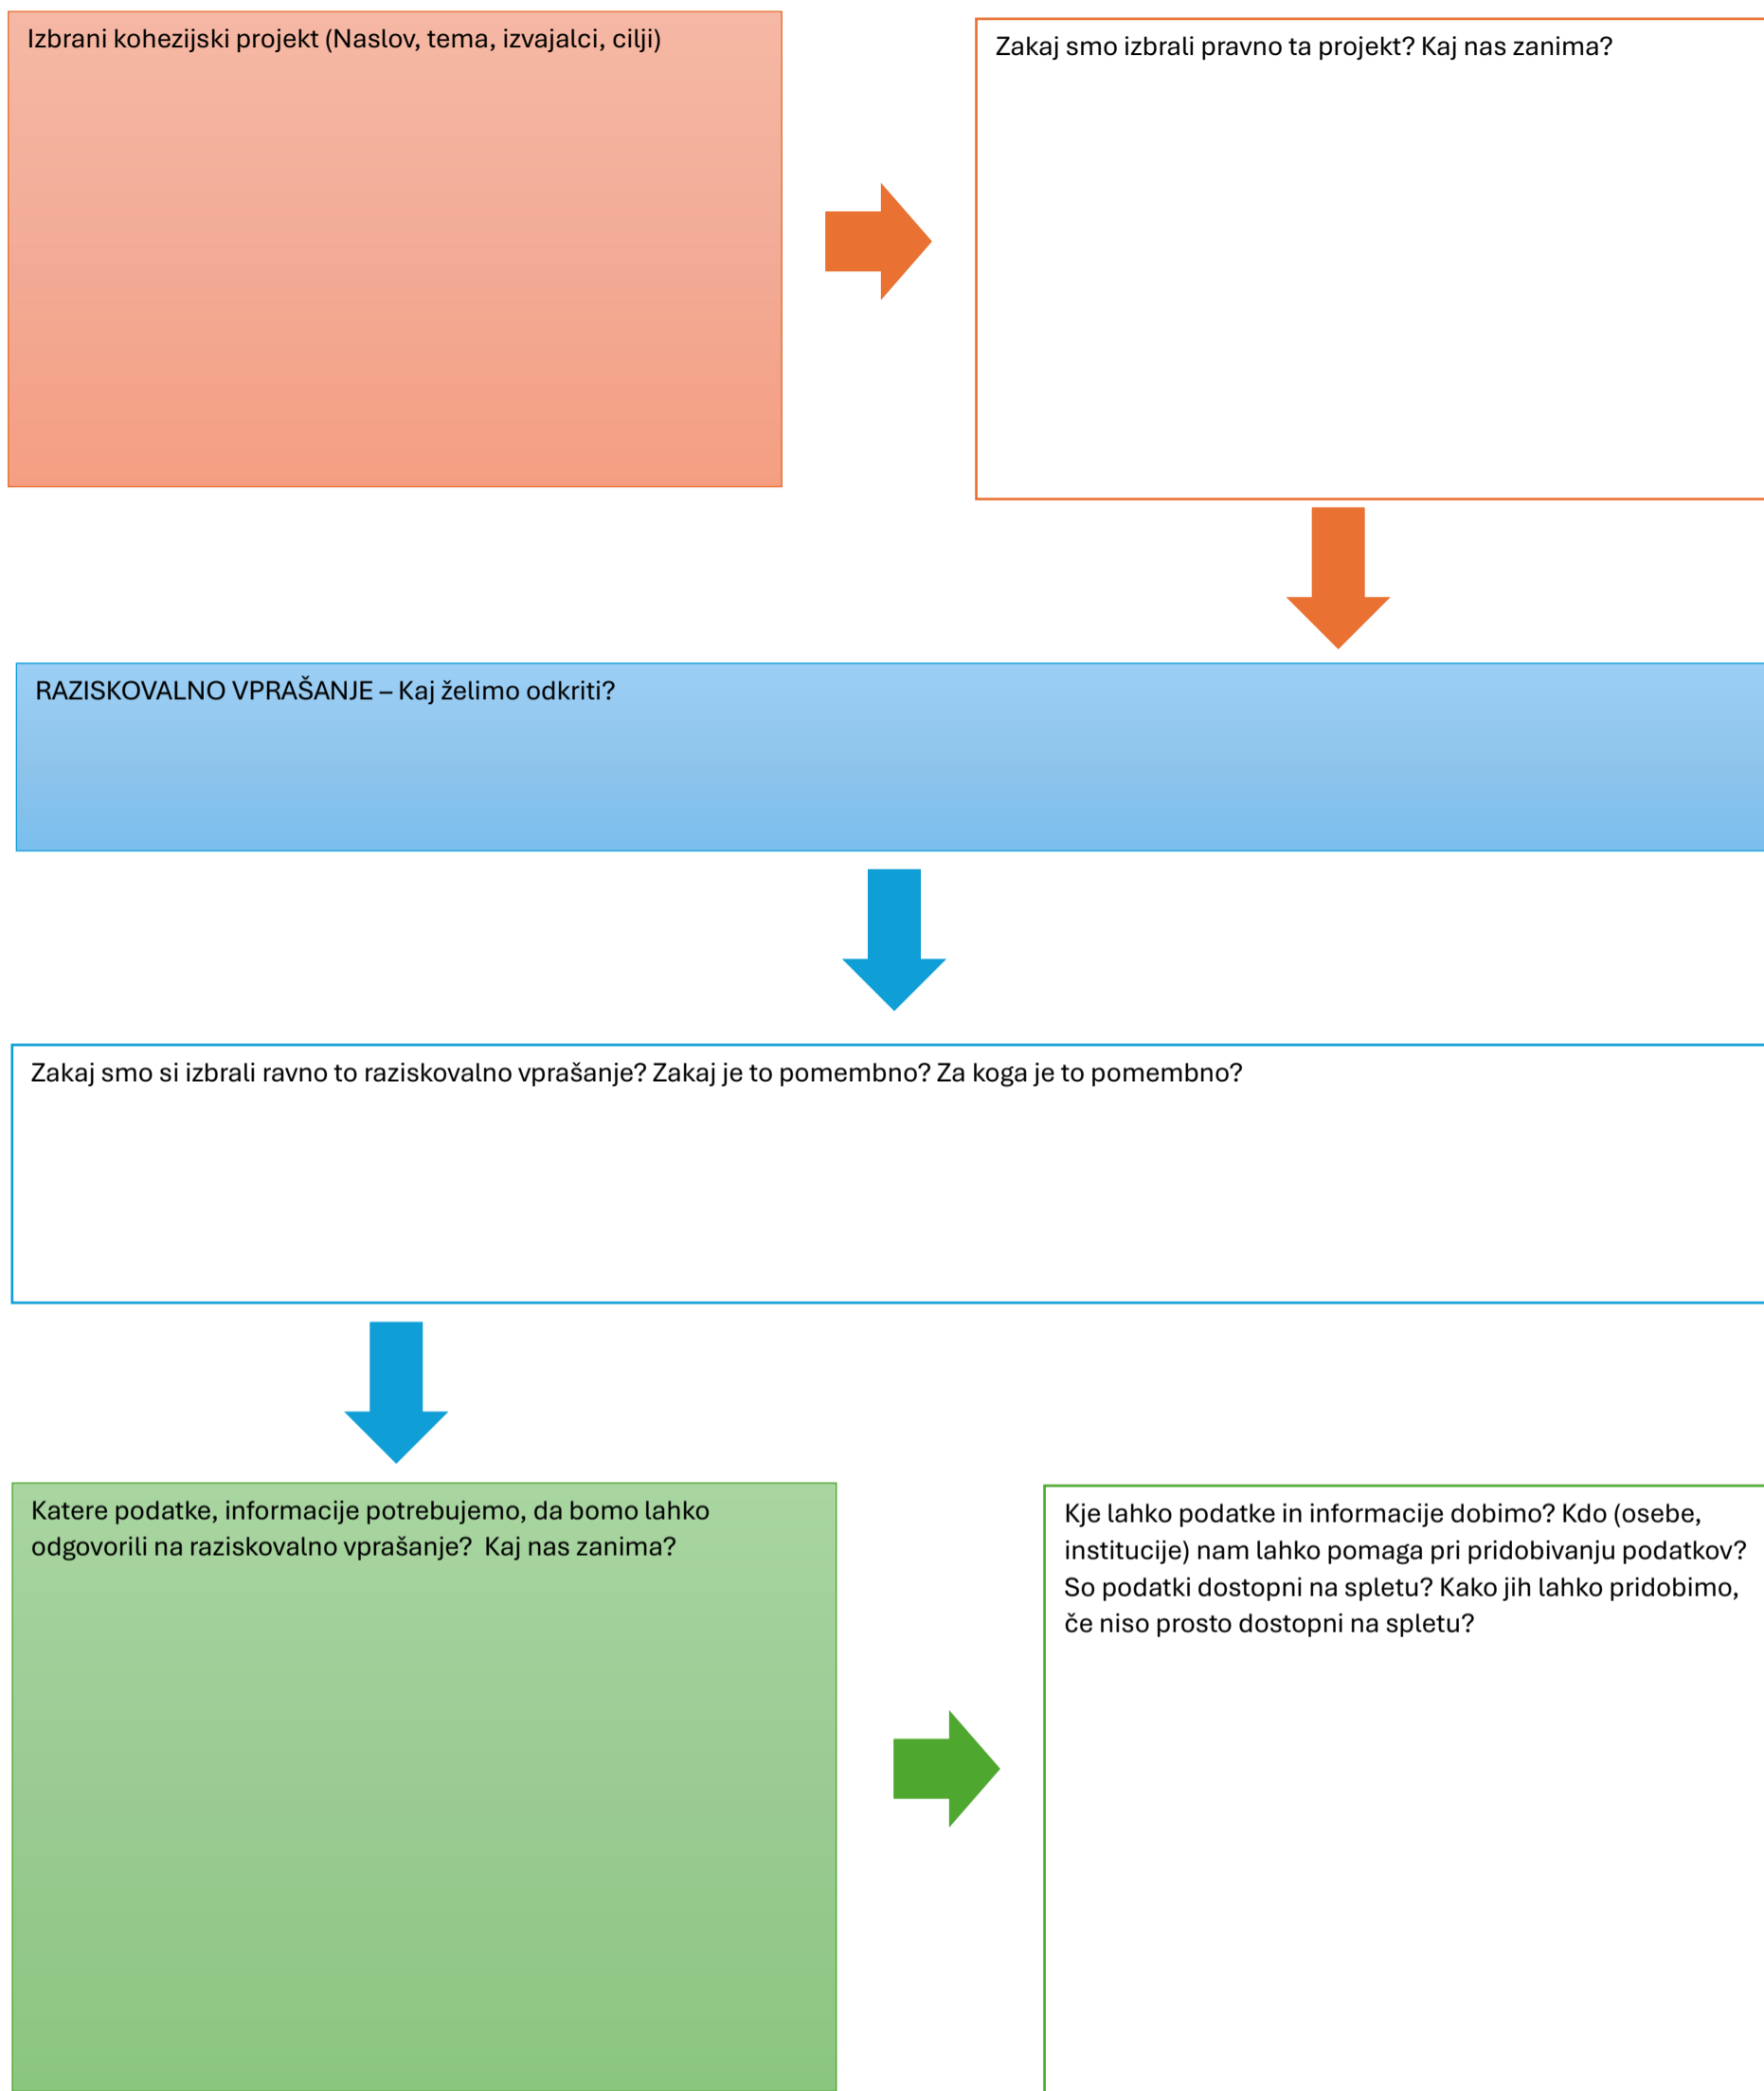 Izbrani kohezijski projekt (Naslov, tema, izvajalci, cilji)
Zakaj smo izbrali pravno ta projekt? Kaj nas zanima?
RAZISKOVALNO VPRAŠANJE – Kaj želimo odkriti?
Zakaj smo si izbrali ravno to raziskovalno vprašanje? Zakaj je to pomembno? Za koga je to pomembno?
Katere podatke, informacije potrebujemo, da bomo lahko
odgovorili na raziskovalno vprašanje?  Kaj nas zanima?
Kje lahko podatke in informacije dobimo? Kdo (osebe,
institucije) nam lahko pomaga pri pridobivanju podatkov?
So podatki dostopni na spletu? Kako jih lahko pridobimo,
če niso prosto dostopni na spletu?